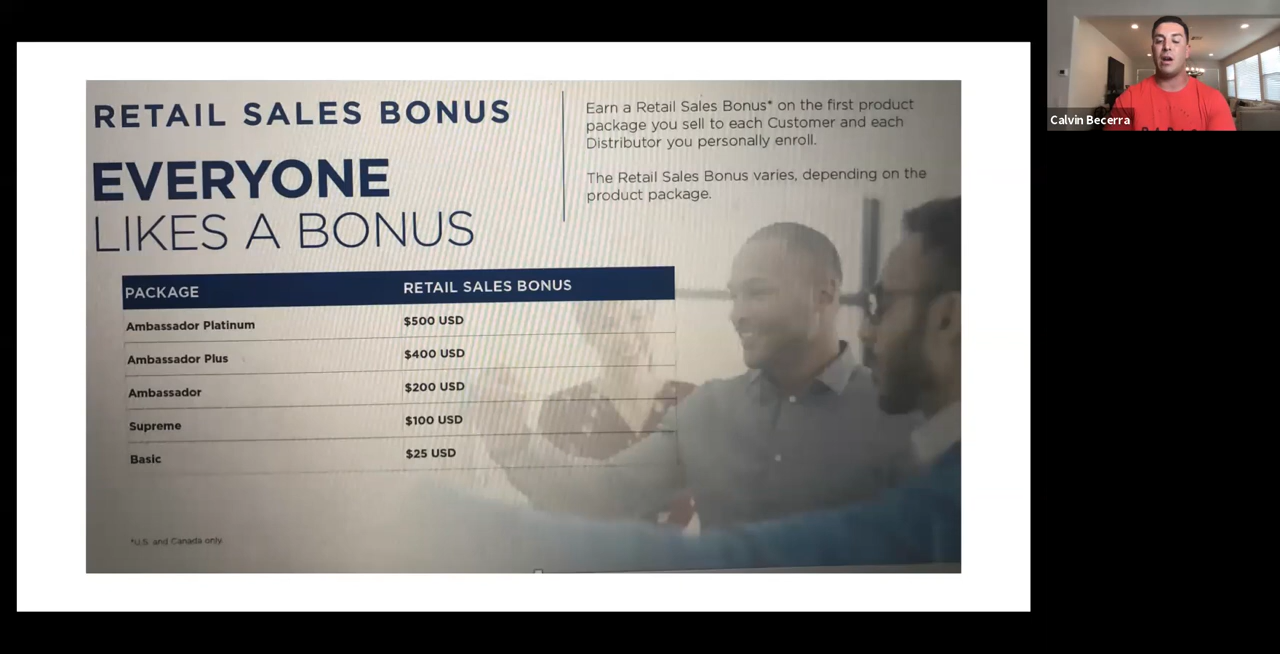 RETAIL SALES BONUS
EVERYONE
LIKES A BONUS
Earn a Retail Sales Bonus* on the first product
package you sell to each Customer and each
Distributor you personally enroll.
The Retail Sales Bonus varies, depending on the
product package.
PACKAGE RETAIL SALES BONUS
Ambassador Platinum $500 USD
Ambassador Plus $400 USD
Ambassador $200 USD
Supreme $100 USD
Basic $25 USD
*U.S. and Canada only.
Calvin Becerra